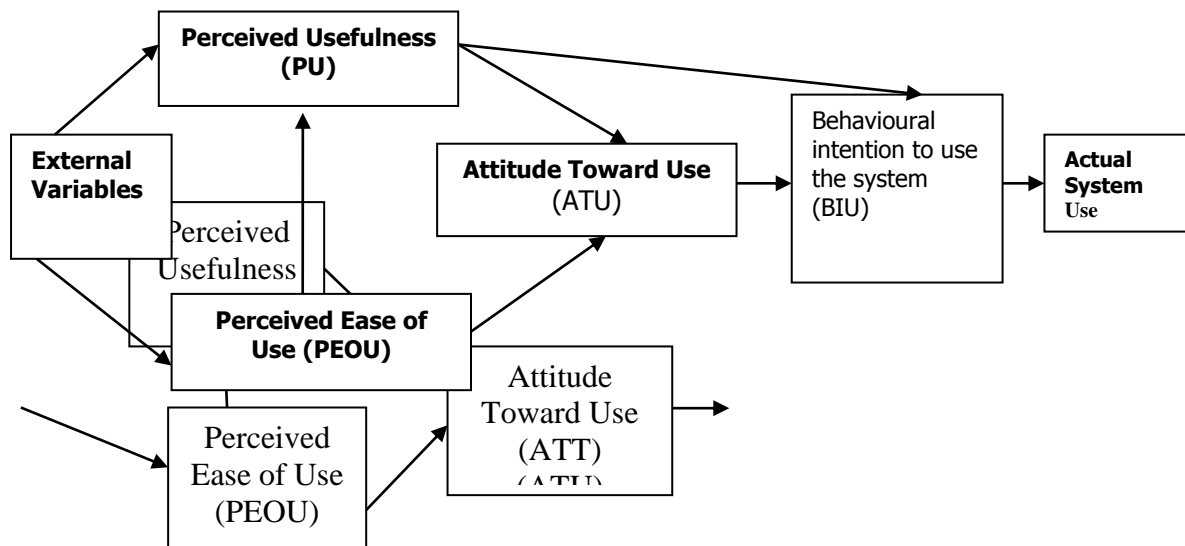 Perceived Usefulness
(PU)
External
Variables
Attitude Toward Use
(ATU)
Behavioural
intention to use
the system
(BIU)
Actual
System
Use
Perceived
Usefulness
Perceived Ease of
Use (PEOU)
Attitude
Toward Use
(ATT)
(ATU)
Perceived
Ease of Use
(PEOU)